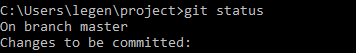 C:\Users\legen\project>git status
On branch master
Changes to be committed: